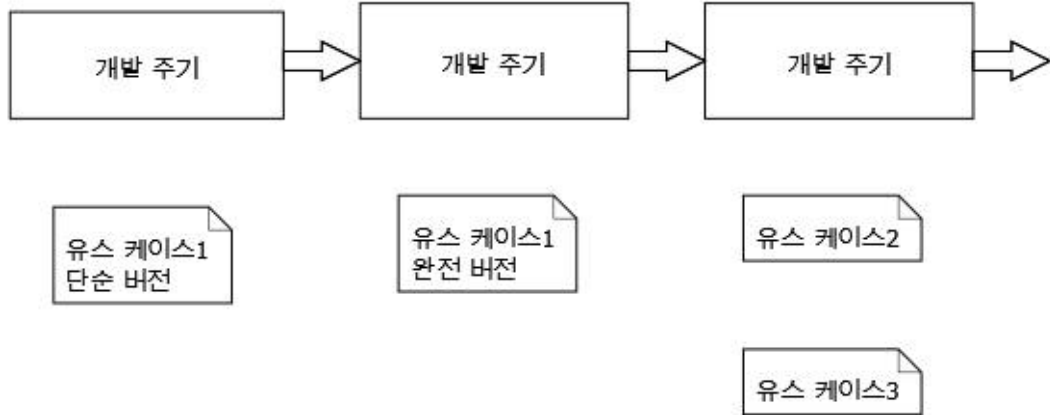 개발 주기
개발 주기
개발 주기
유스 케이스1
단순 버전
유스 케이스1
완전 버전
유스 케이스2
유스 케이스3